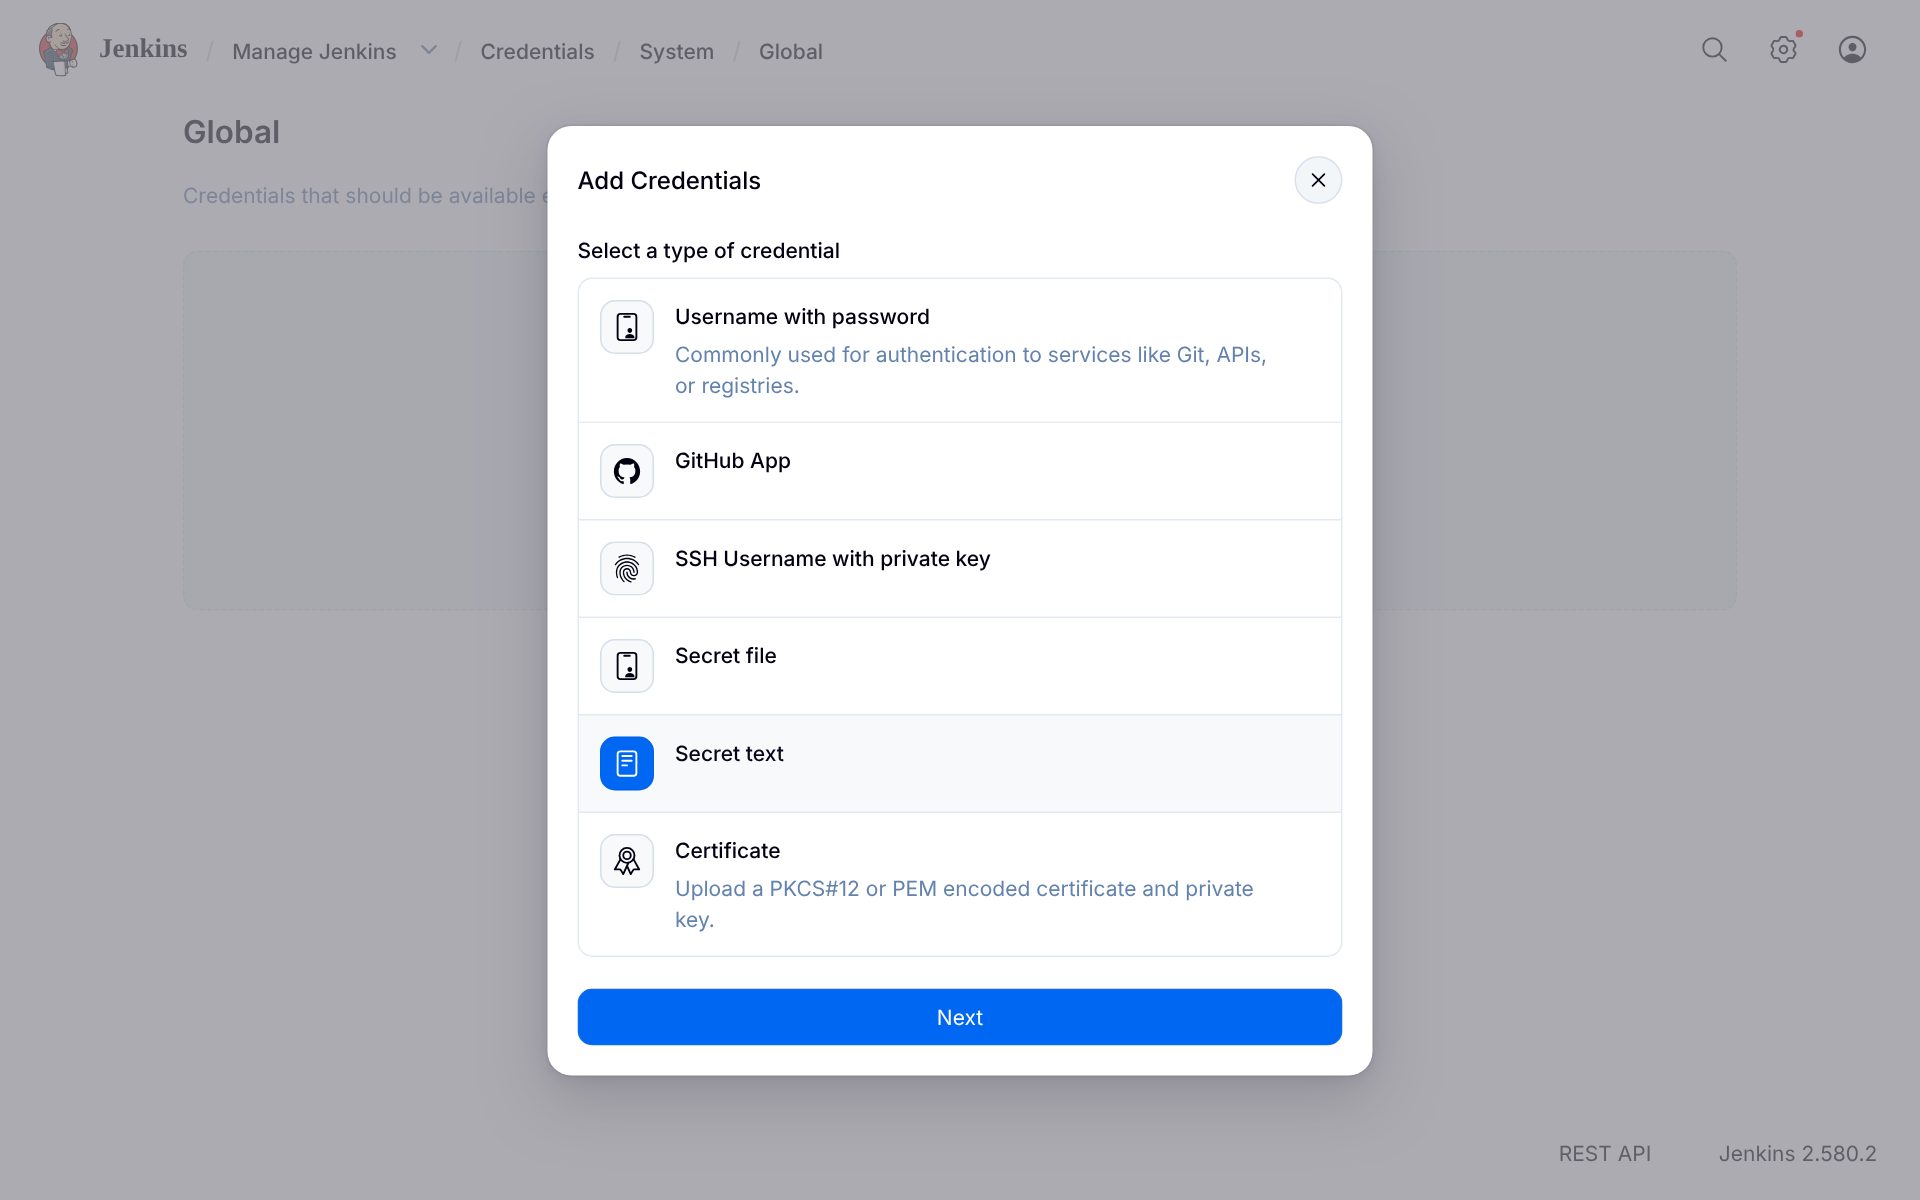 Jenkins / Manage Jenkins / Credentials / System / Global
Global
Credentials that should be available
Add Credentials
Select a type of credential
Username with password
Commonly used for authentication to services like Git, APIs,
or registries.
GitHub App
SSH Username with private key
Secret file
Secret text
Certificate
Upload a PKCS#12 or PEM encoded certificate and private
key.
Next
REST API
Jenkins 2.580.2